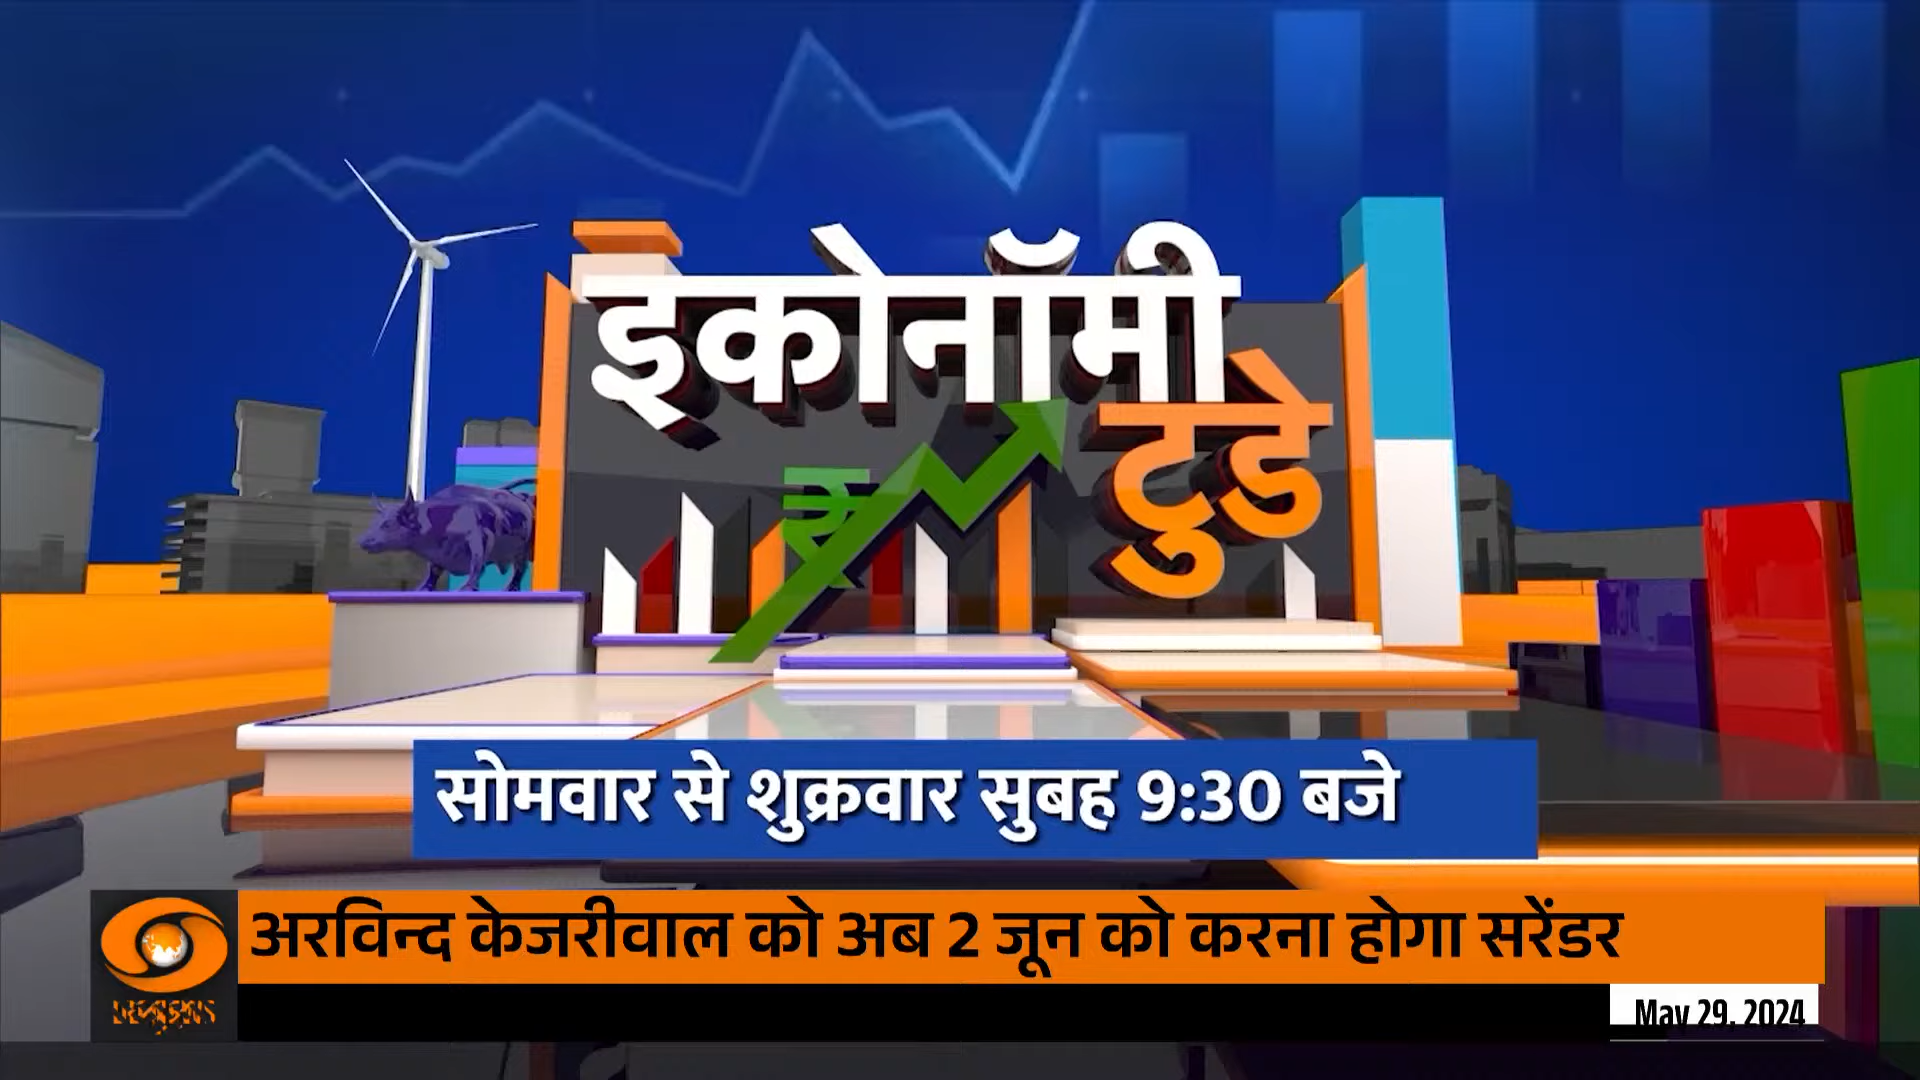 इकोनॉमी
टुडे
सोमवार से शुक्रवार सुबह 9:30 बजे
अरविन्द केजरीवाल को अब 2 जून को करना होगा सरेंडर
May 29, 2024